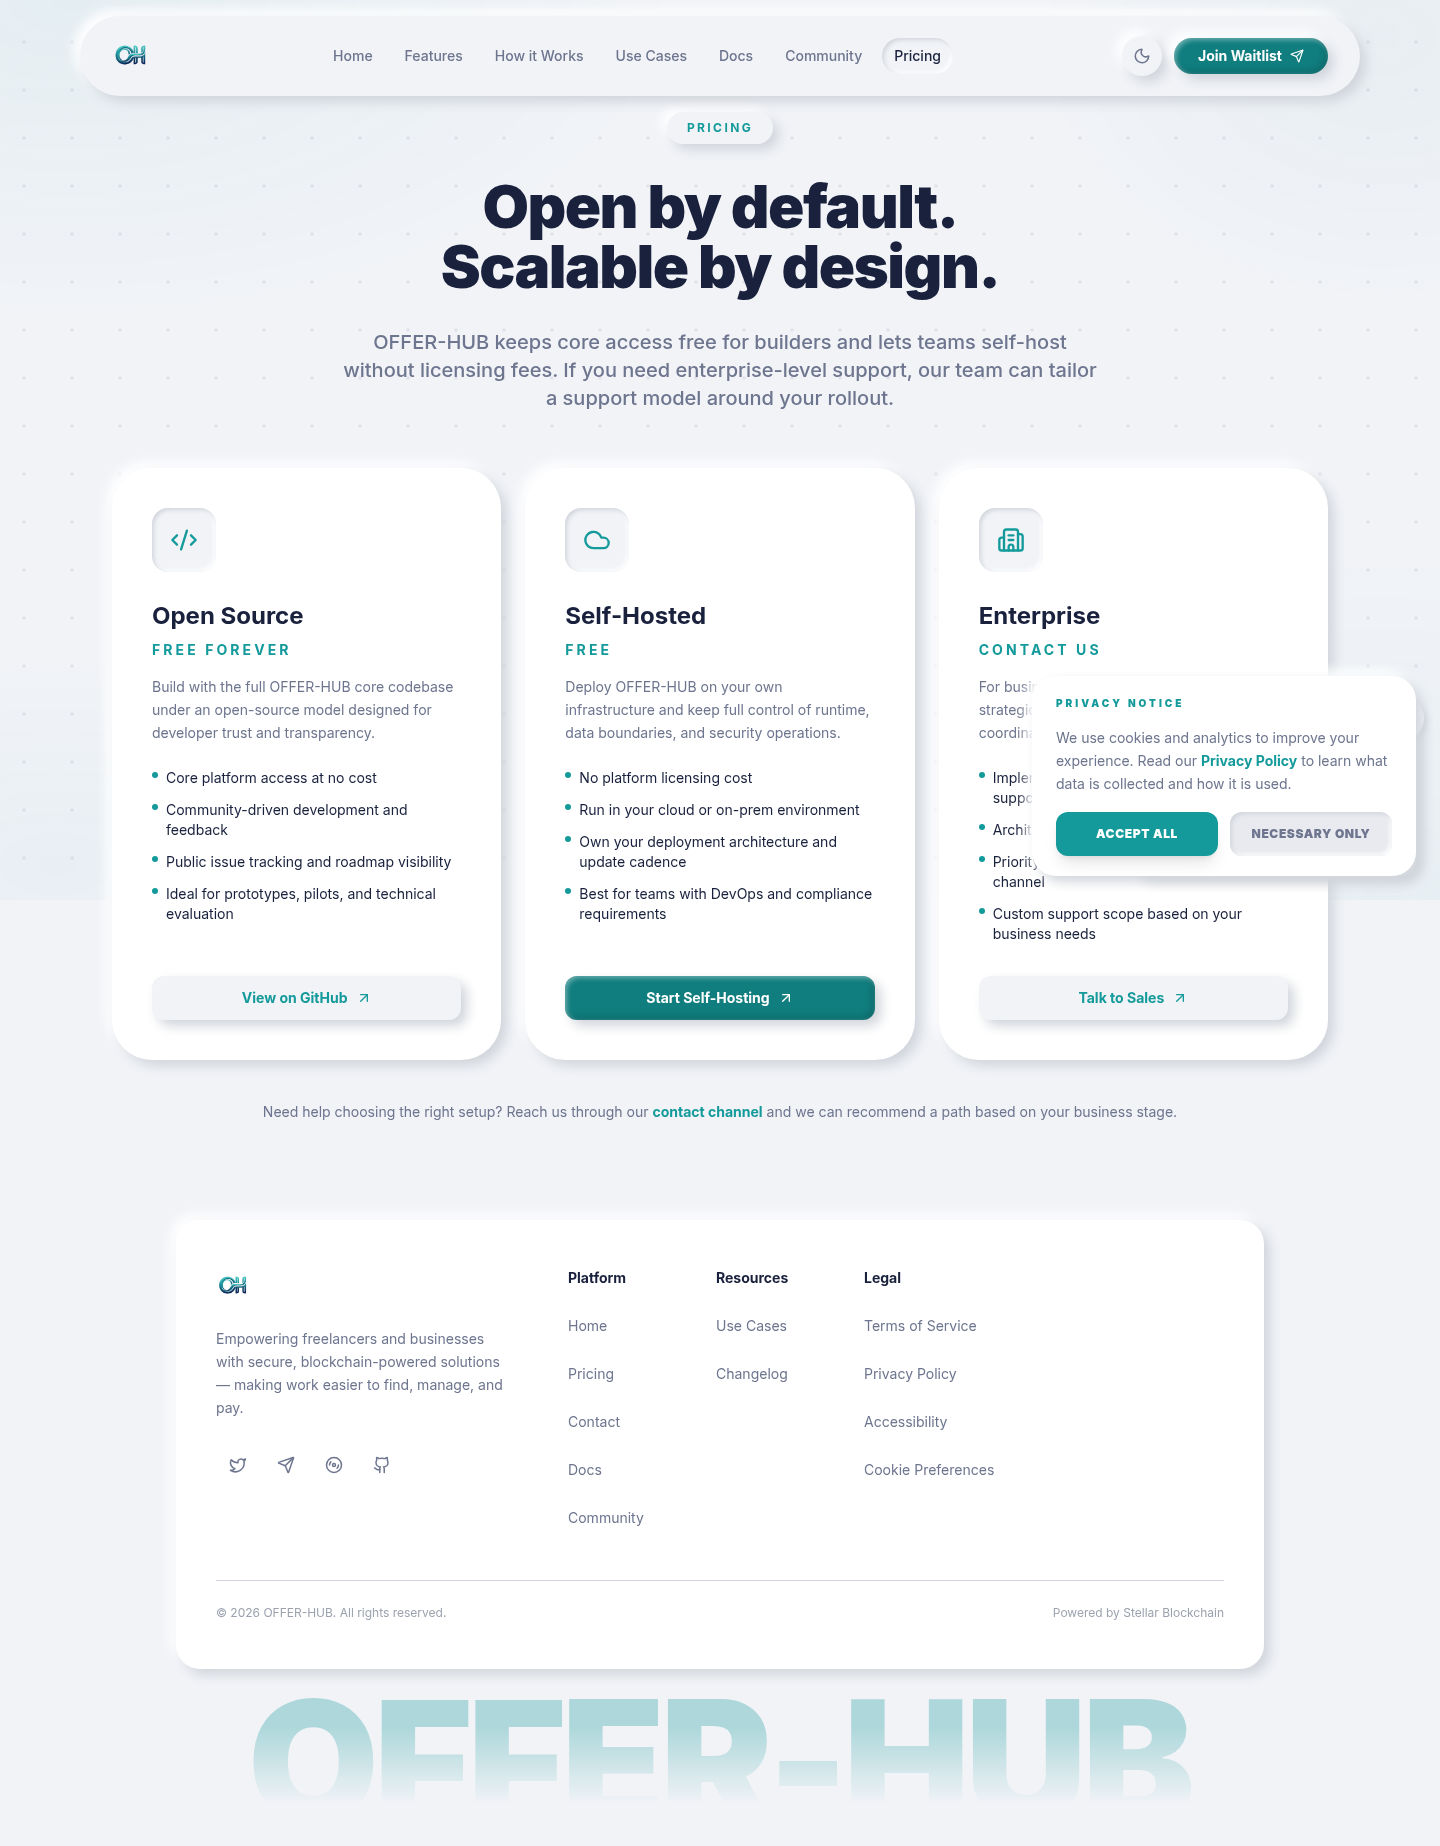 OH
Home
Features
How it Works
Use Cases
Docs
Community
Pricing
Join Waitlist
PRICING
Open by default.
Scalable by design.
OFFER-HUB keeps core access free for builders and lets teams self-host
without licensing fees. If you need enterprise-level support, our team can tailor
a support model around your rollout.
Open Source
FREE FOREVER
Build with the full OFFER-HUB core codebase
under an open-source model designed for
developer trust and transparency.
Core platform access at no cost
Community-driven development and
feedback
Public issue tracking and roadmap visibility
Ideal for prototypes, pilots, and technical
evaluation
View on GitHub
Self-Hosted
FREE
Deploy OFFER-HUB on your own
infrastructure and keep full control of runtime,
data boundaries, and security operations.
No platform licensing cost
Run in your cloud or on-prem environment
Own your deployment architecture and
update cadence
Best for teams with DevOps and compliance
requirements
Start Self-Hosting
Enterprise
CONTACT US
For
channel
Custom support scope based on your
business needs
Talk to Sales
PRIVACY NOTICE
We use cookies and analytics to improve your
experience. Read our Privacy Policy to learn what
data is collected and how it is used.
ACCEPT ALL
NECESSARY ONLY
Need help choosing the right setup? Reach us through our contact channel and we can recommend a path based on your business stage.
OH
Empowering freelancers and businesses
with secure, blockchain-powered solutions
— making work easier to find, manage, and
pay.
Platform
Home
Pricing
Contact
Docs
Community
Resources
Use Cases
Changelog
Legal
Terms of Service
Privacy Policy
Accessibility
Cookie Preferences
© 2026 OFFER-HUB. All rights reserved.
Powered by Stellar Blockchain
OFFER-HUB